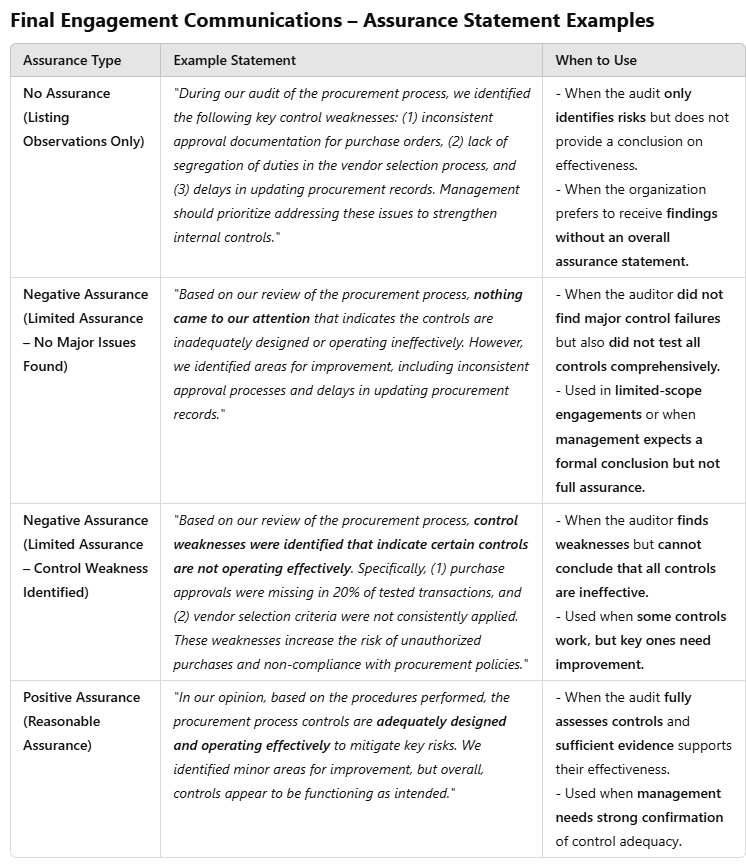 Final Engagement Communications – Assurance Statement Examples
Assurance Type
Example Statement
When to Use
No Assurance
(Listing
Observations Only)
"During our audit of the procurement process, we identified
the following key control weaknesses: (1) inconsistent
approval documentation for purchase orders, (2) lack of
segregation of duties in the vendor selection process, and
(3) delays in updating procurement records. Management
should prioritize addressing these issues to strengthen
internal controls."
- When the audit only
identifies risks but does not
provide a conclusion on
effectiveness.
- When the organization
prefers to receive findings
without an overall
assurance statement.
Negative Assurance
(Limited Assurance
– No Major Issues
Found)
"Based on our review of the procurement process, nothing
came to our attention that indicates the controls are
inadequately designed or operating ineffectively. However,
we identified areas for improvement, including inconsistent
approval processes and delays in updating procurement
records."
- When the auditor did not
find major control failures
but also did not test all
controls comprehensively.
- Used in limited-scope
engagements or when
management expects a
formal conclusion but not
full assurance.
Negative Assurance
(Limited Assurance
– Control Weakness
Identified)
"Based on our review of the procurement process, control
weaknesses were identified that indicate certain controls
are not operating effectively. Specifically, (1) purchase
approvals were missing in 20% of tested transactions, and
(2) vendor selection criteria were not consistently applied.
These weaknesses increase the risk of unauthorized
purchases and non-compliance with procurement policies."
- When the auditor finds
weaknesses but cannot
conclude that all controls
are ineffective.
- Used when some controls
work, but key ones need
improvement.
Positive Assurance
(Reasonable
Assurance)
"In our opinion, based on the procedures performed, the
procurement process controls are adequately designed
and operating effectively to mitigate key risks. We
identified minor areas for improvement, but overall,
controls appear to be functioning as intended."
- When the audit fully
assesses controls and
sufficient evidence supports
their effectiveness.
- Used when management
needs strong confirmation
of control adequacy.